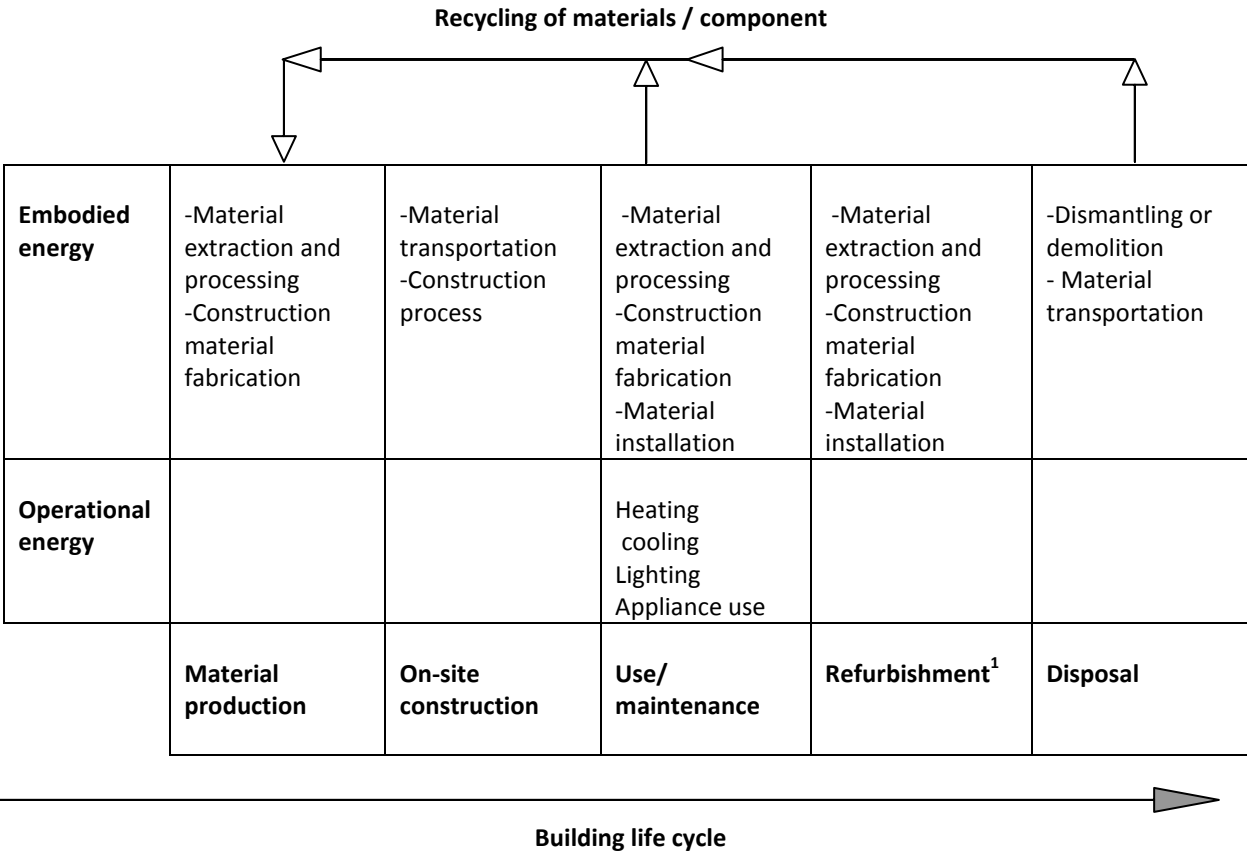 Recycling of materials / component
Embodied
energy
-Material
extraction and
processing
-Construction
material
fabrication
-Material
transportation
-Construction
process
-Material
extraction and
processing
-Construction
material
fabrication
-Material
installation
-Material
extraction and
processing
-Construction
material
fabrication
-Material
installation
-Dismantling or
demolition
- Material
transportation
Operational
energy
Heating
cooling
Lighting
Appliance use
Material
production
On-site
construction
Use/
maintenance
Refurbishment¹
Disposal
Building life cycle